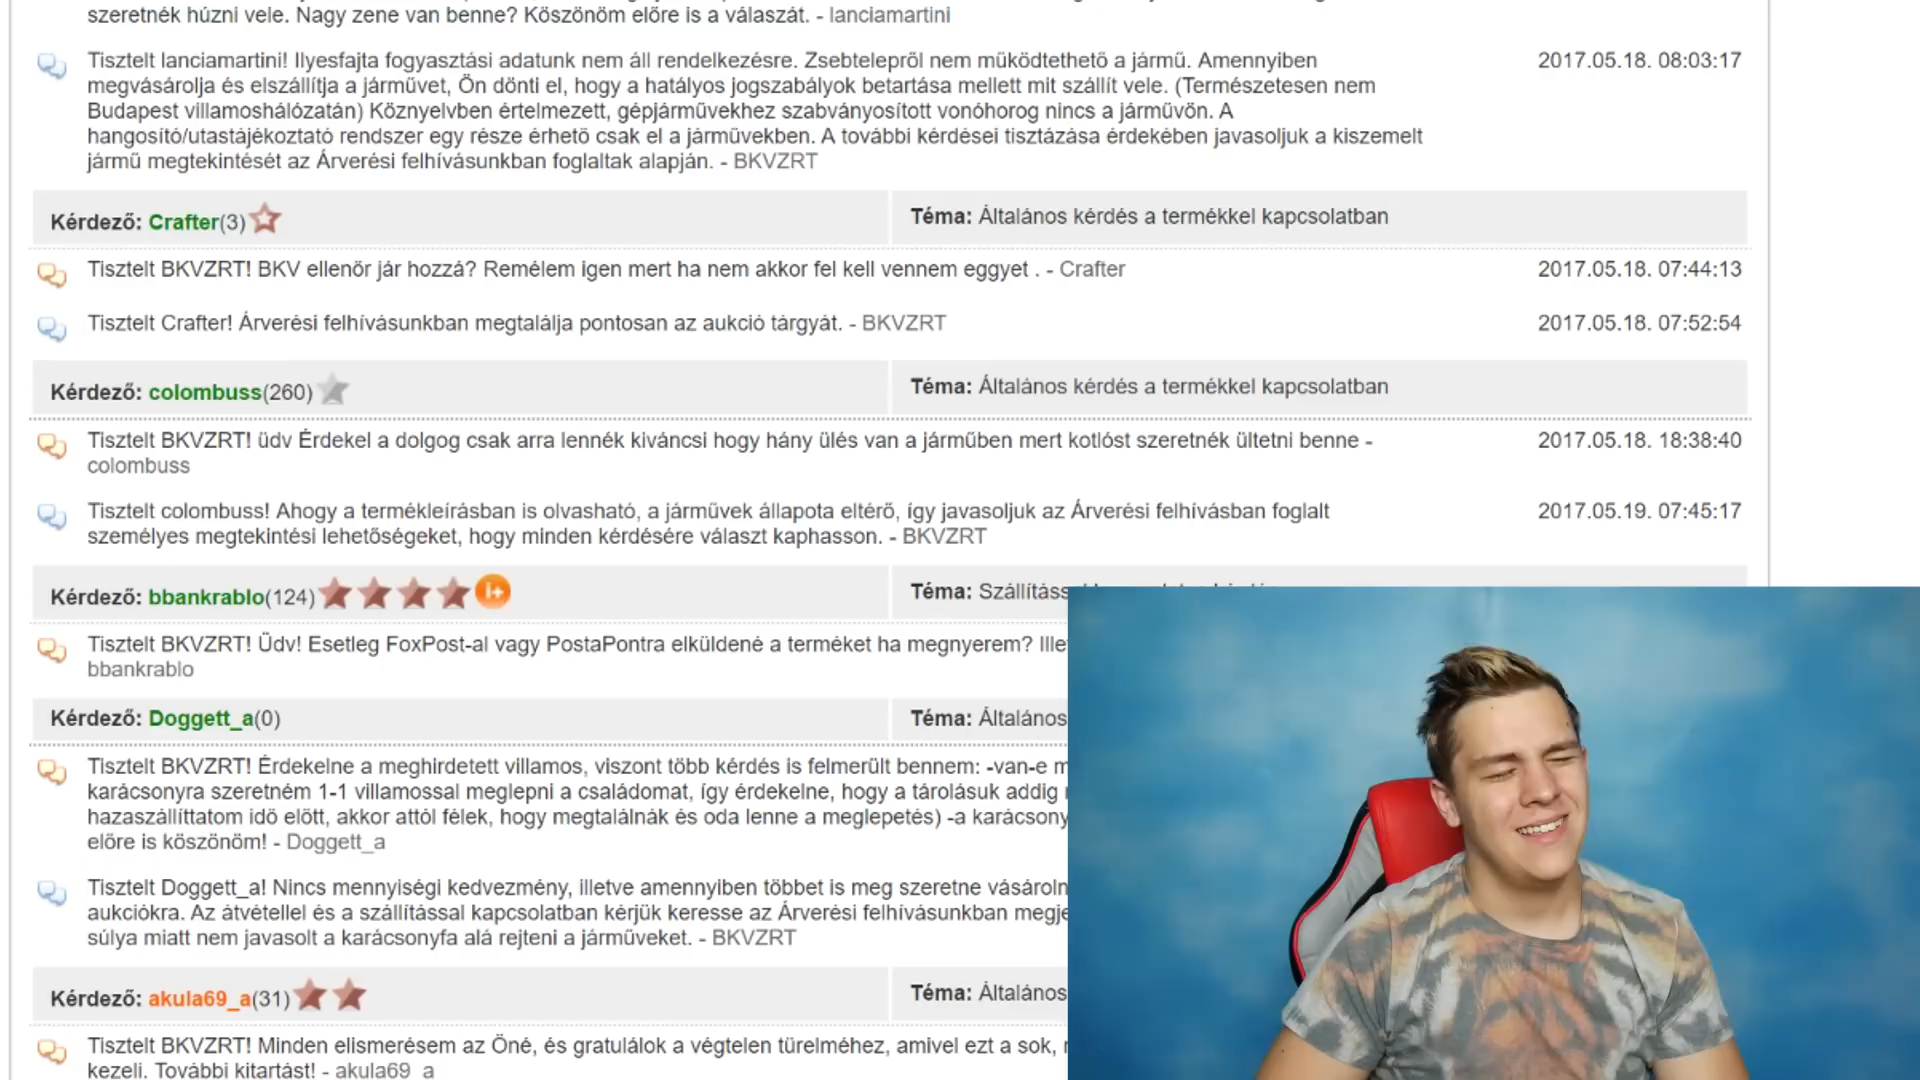 szeretnék húzni vele. Nagy zene van benne? Köszönöm előre is a válaszát. - lanciamartini
Tisztelt lanciamartini! Ilyesfajta fogyasztási adatunk nem áll rendelkezésre. Zsebtelepről nem működtethető a jármű. Amennyiben 2017.05.18. 08:03:17
megvásárolja és elszállítja a járművet, Ön dönti el, hogy a hatályos jogszabályok betartása mellett mit szállít vele. (Természetesen nem
Budapest villamoshálózatán) Köznyelvben értelmezett, gépjárművekhez szabványosított vonóhorog nincs a járművön. A
hangosító/utastájékoztató rendszer egy része érhető csak el a járművekben. A további kérdései tisztázása érdekében javasoljuk a kiszemelt
jármű megtekintését az Árverési felhívásunkban foglaltak alapján. - BKVZRT
Kérdező: Crafter(3) Téma: Általános kérdés a termékkel kapcsolatban
Tisztelt BKVZRT! BKV ellenőr jár hozzá? Remélem igen mert ha nem akkor fel kell vennem eggyet . - Crafter 2017.05.18. 07:44:13
Tisztelt Crafter! Árverési felhívásunkban megtalálja pontosan az aukció tárgyát. - BKVZRT 2017.05.18. 07:52:54
Kérdező: colombuss(260) Téma: Általános kérdés a termékkel kapcsolatban
Tisztelt BKVZRT! üdv Érdekel a dolgog csak arra lennék kiváncsi hogy hány ülés van a járműben mert kotlóst szeretnék ültetni benne - 2017.05.18. 18:38:40
colombuss
Tisztelt colombuss! Ahogy a termékleírásban is olvasható, a járművek állapota eltérő, így javasoljuk az Árverési felhívásban foglalt 2017.05.19. 07:45:17
személyes megtekintési lehetőségeket, hogy minden kérdésére választ kaphasson. - BKVZRT
Kérdező: bbankrablo(124) i+ Téma:
Tisztelt BKVZRT! Üdv! Esetleg FoxPost-al vagy PostaPontra elküldené a terméket ha megnyerem?
bbankrablo
Kérdező: Doggett_a(0) Téma: Általános
Tisztelt BKVZRT! Érdekelne a meghirdetett villamos, viszont több kérdés is felmerült bennem: -van-e
karácsonyra szeretném 1-1 villamossal meglepni a családomat, így érdekelne, hogy a tárolásuk addig
hazaszállíttatom idő előtt, akkor attól félek, hogy megtalálnák és oda lenne a meglepetés) -a karácsony
előre is köszönöm! - Doggett_a
Tisztelt Doggett_a! Nincs mennyiségi kedvezmény, illetve amennyiben többet is meg szeretne
aukciókra. Az átvétellel és a szállítással kapcsolatban kérjük keresse az Árverési felhívásunkban
súlya miatt nem javasolt a karácsonyfa alá rejteni a járműveket. - BKVZRT
Kérdező: akula69_a(31) Téma: Általános
Tisztelt BKVZRT! Minden elismerésem az Öné, és gratulálok a végtelen türelméhez, amivel ezt a sok,
kezeli. További kitartást! - akula69_a